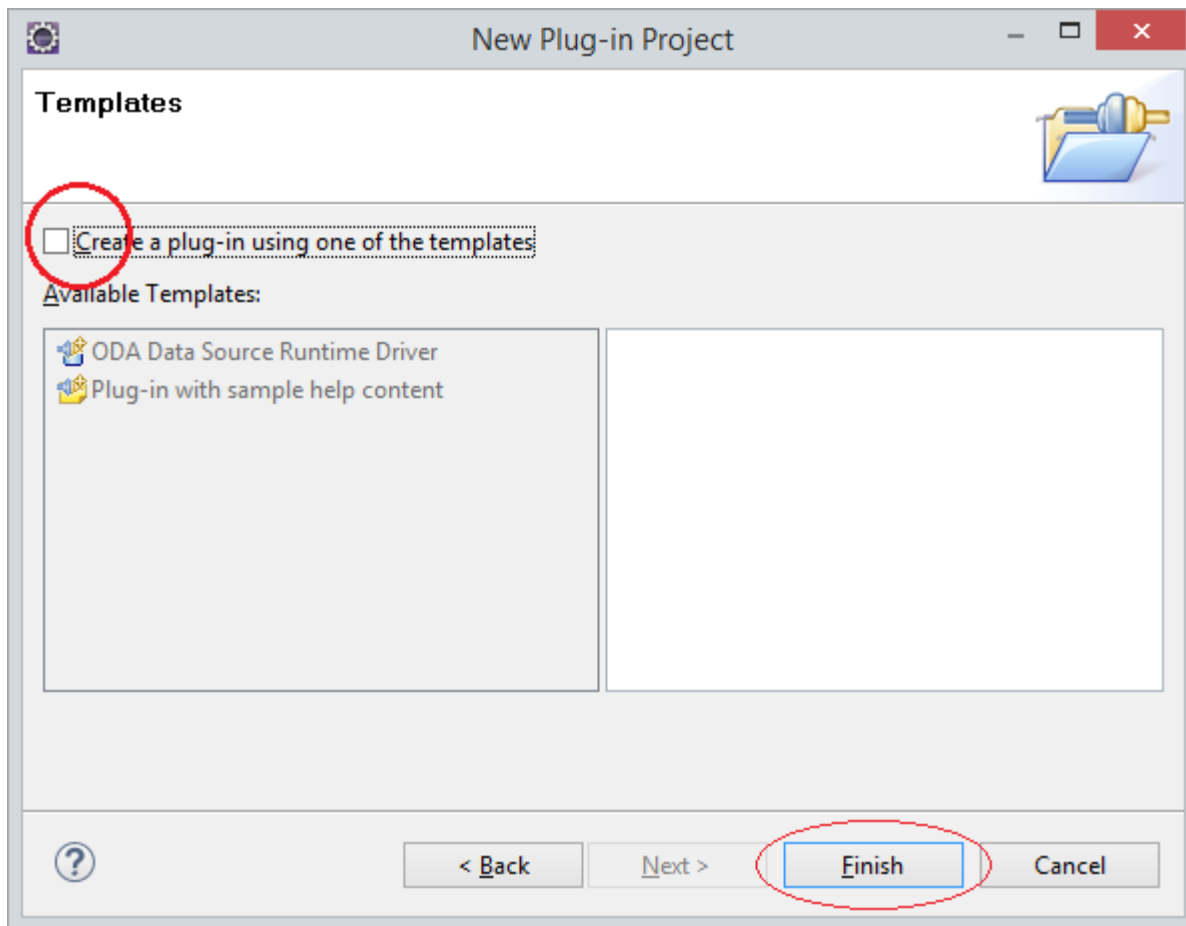 New Plug-in Project
Templates
Create a plug-in using one of the templates
Available Templates:
ODA Data Source Runtime Driver
Plug-in with sample help content
?
< Back
Next >
Finish
Cancel